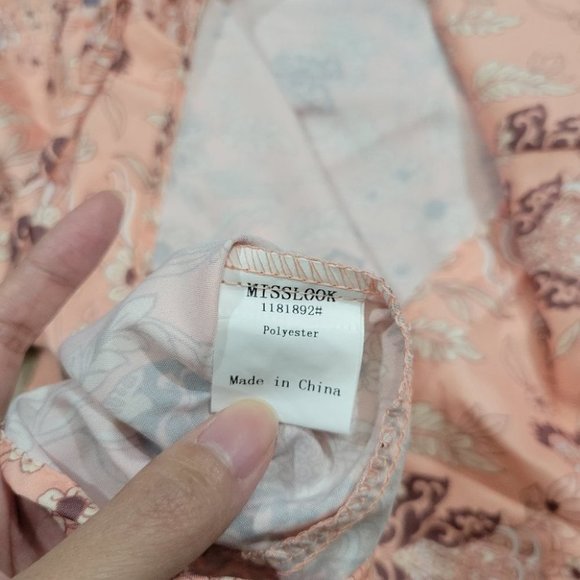 MISSLOOK
1181892#
Polyester
Made in China